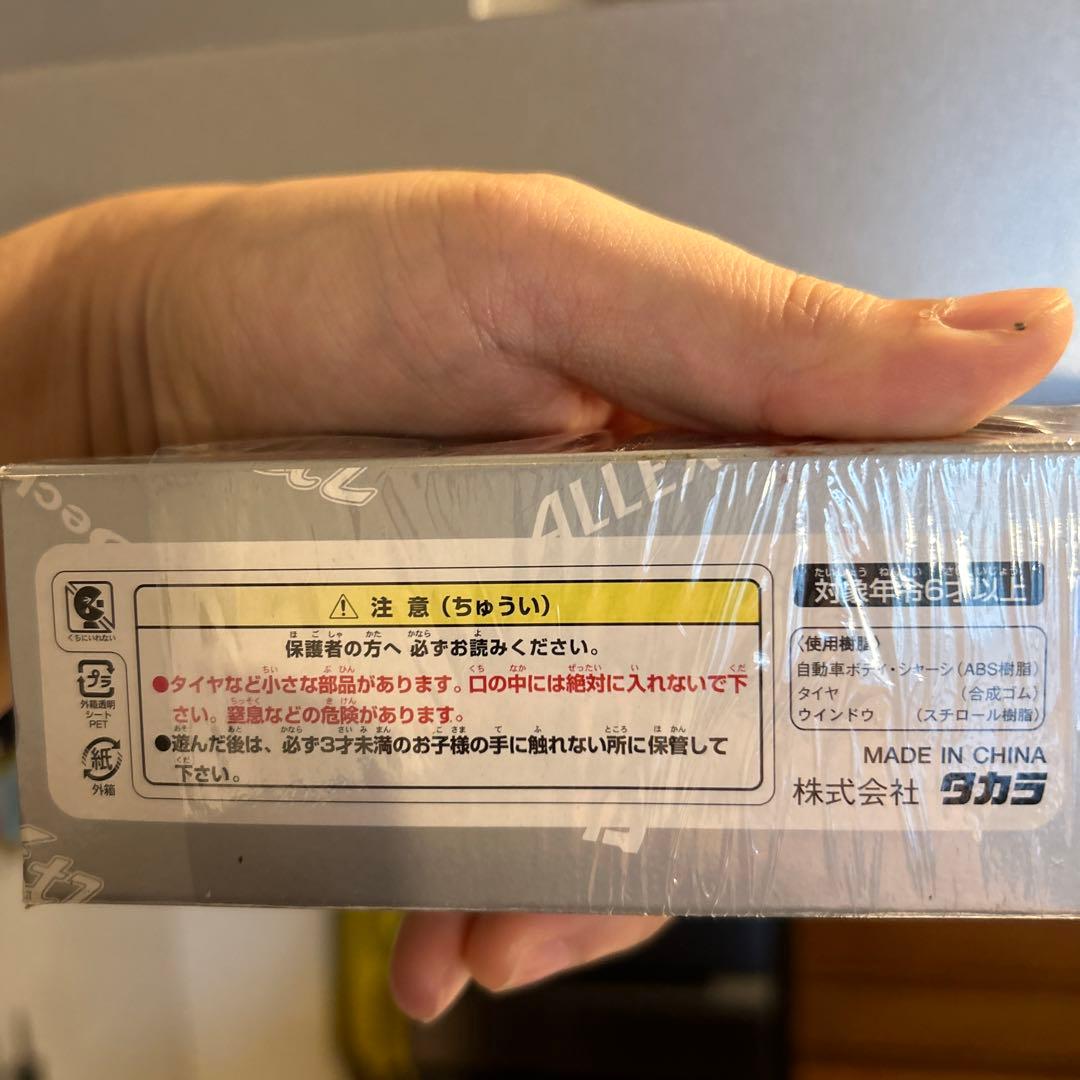 ALLEX
くちにいれない
プラ
外箱透明
シート
PET
紙
外箱
注意(ちゅうい)
保護者の方へ 必ずお読みください。
●タイヤなど小さな部品があります。口の中には絶対に入れないで下
さい。窒息などの危険があります。
●遊んだ後は、必ず3才未満のお子様の手に触れない所に保管して
下さい。
対象年令6才以上
〈使用樹脂〉
自動車ボディ・シャーシ(ABS樹脂)
タイヤ (合成ゴム)
ウインドウ (スチロール樹脂)
MADE IN CHINA
株式会社 タカラ